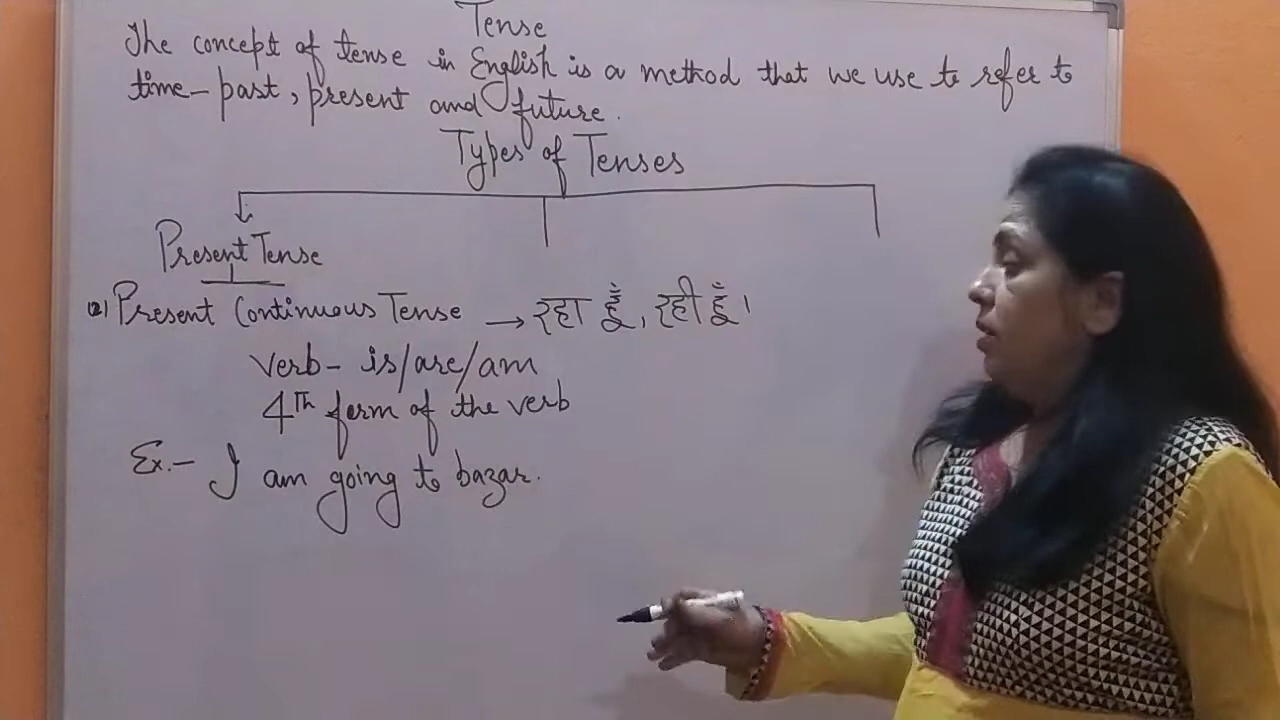 Tense
The concept of tense in English is a method that we use to refer to
time - past, present and future.
Types of Tenses
Present Tense
(2) Present Continuous Tense → रहा हूँ, रही हूँ।
Verb - is/are/am
4Th form of the verb
Ex. - I am going to bazar.